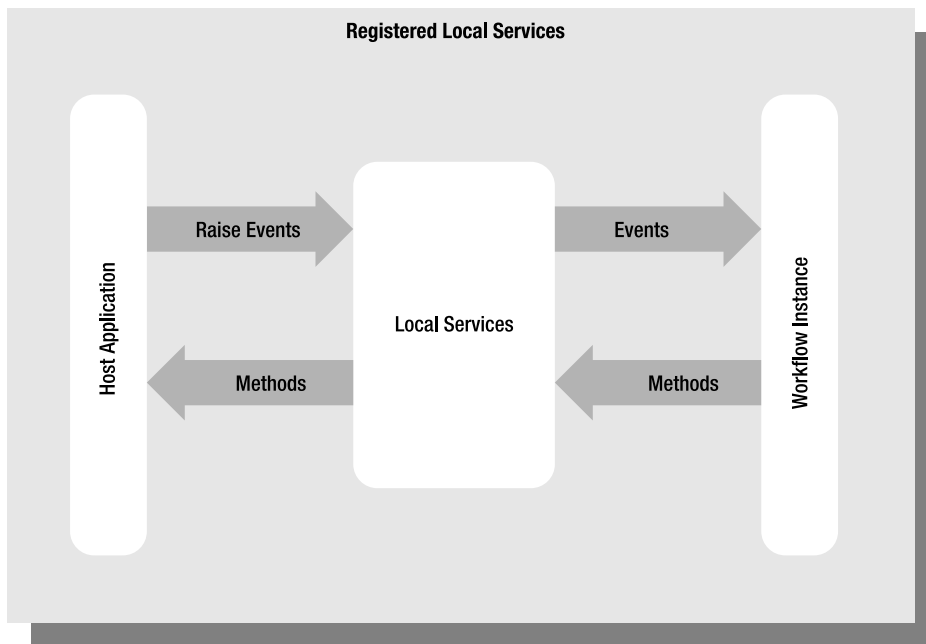 Registered Local Services
Host Application
Raise Events
Methods
Local Services
Events
Methods
Workflow Instance